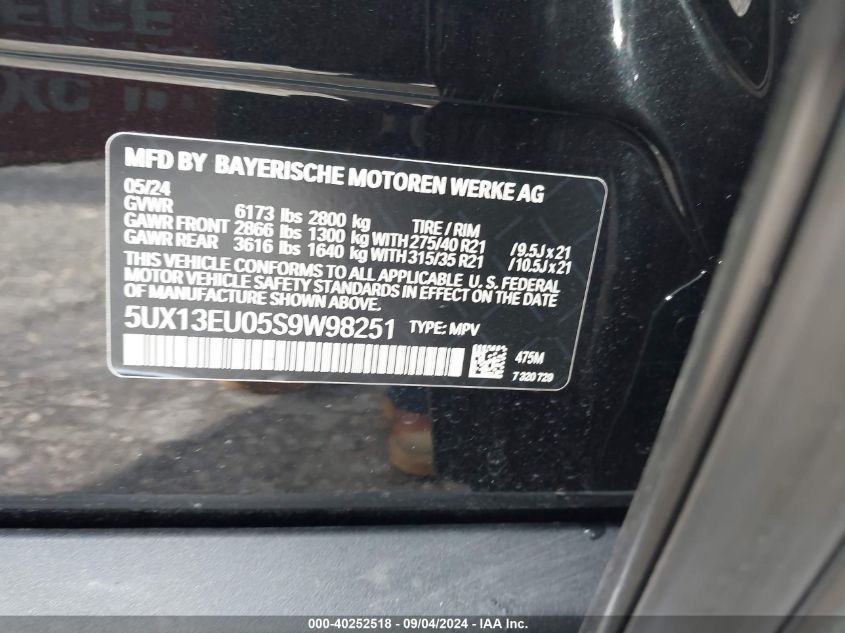 MFD BY BAYERISCHE MOTOREN WERKE AG
05/24
GVWR 6173 lbs 2800 kg TIRE / RIM
GAWR FRONT 2866 lbs 1300 kg WITH 275/40 R21 /9.5J x 21
GAWR REAR 3616 lbs 1640 kg WITH 315/35 R21 /10.5J x 21
THIS VEHICLE CONFORMS TO ALL APPLICABLE U. S. FEDERAL
MOTOR VEHICLE SAFETY STANDARDS IN EFFECT ON THE DATE
OF MANUFACTURE SHOWN ABOVE.
5UX13EU05S9W98251 TYPE: MPV
475M
7 320 729
000-40252518 - 09/04/2024 - IAAI.com